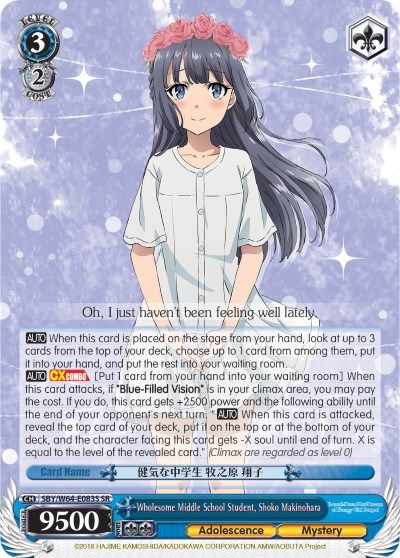 LEVEL
3
2
COST
Oh, I just haven't been feeling well lately.
AUTO When this card is placed on the stage from your hand, look at up to 3
cards from the top of your deck, choose up to 1 card from among them, put
it into your hand, and put the rest into your waiting room.
AUTO CXCOMBO [Put 1 card from your hand into your waiting room] When
this card attacks, if "Blue-Filled Vision" is in your climax area, you may pay
the cost. If you do, this card gets +2500 power and the following ability until
the end of your opponent's next turn. "AUTO When this card is attacked,
reveal the top card of your deck, put it on the top or at the bottom of your
deck, and the character facing this card gets -X soul until end of turn. X is
equal to the level of the revealed card." (Climax are regarded as level 0)
Card Name 健気な中学生 牧之原 翔子
CH SBY/W64-E083S SR
Wholesome Middle School Student, Shoko Makinohara
POWER
9500
Adolescence
Mystery
©2018 HAJIME KAMOSHIDA/KADOKAWA CORPORATION AMW/AOBUTA Project